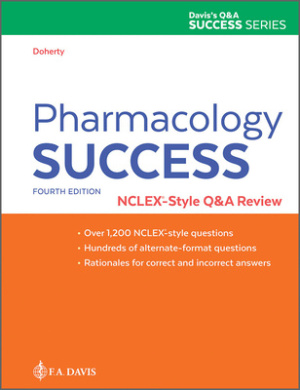 Davis's Q&A
SUCCESS SERIES
Doherty
Pharmacology
SUCCESS
FOURTH EDITION
NCLEX-Style Q&A Review
• Over 1,200 NCLEX-style questions
• Hundreds of alternate-format questions
• Rationales for correct and incorrect answers
F.A. DAVIS